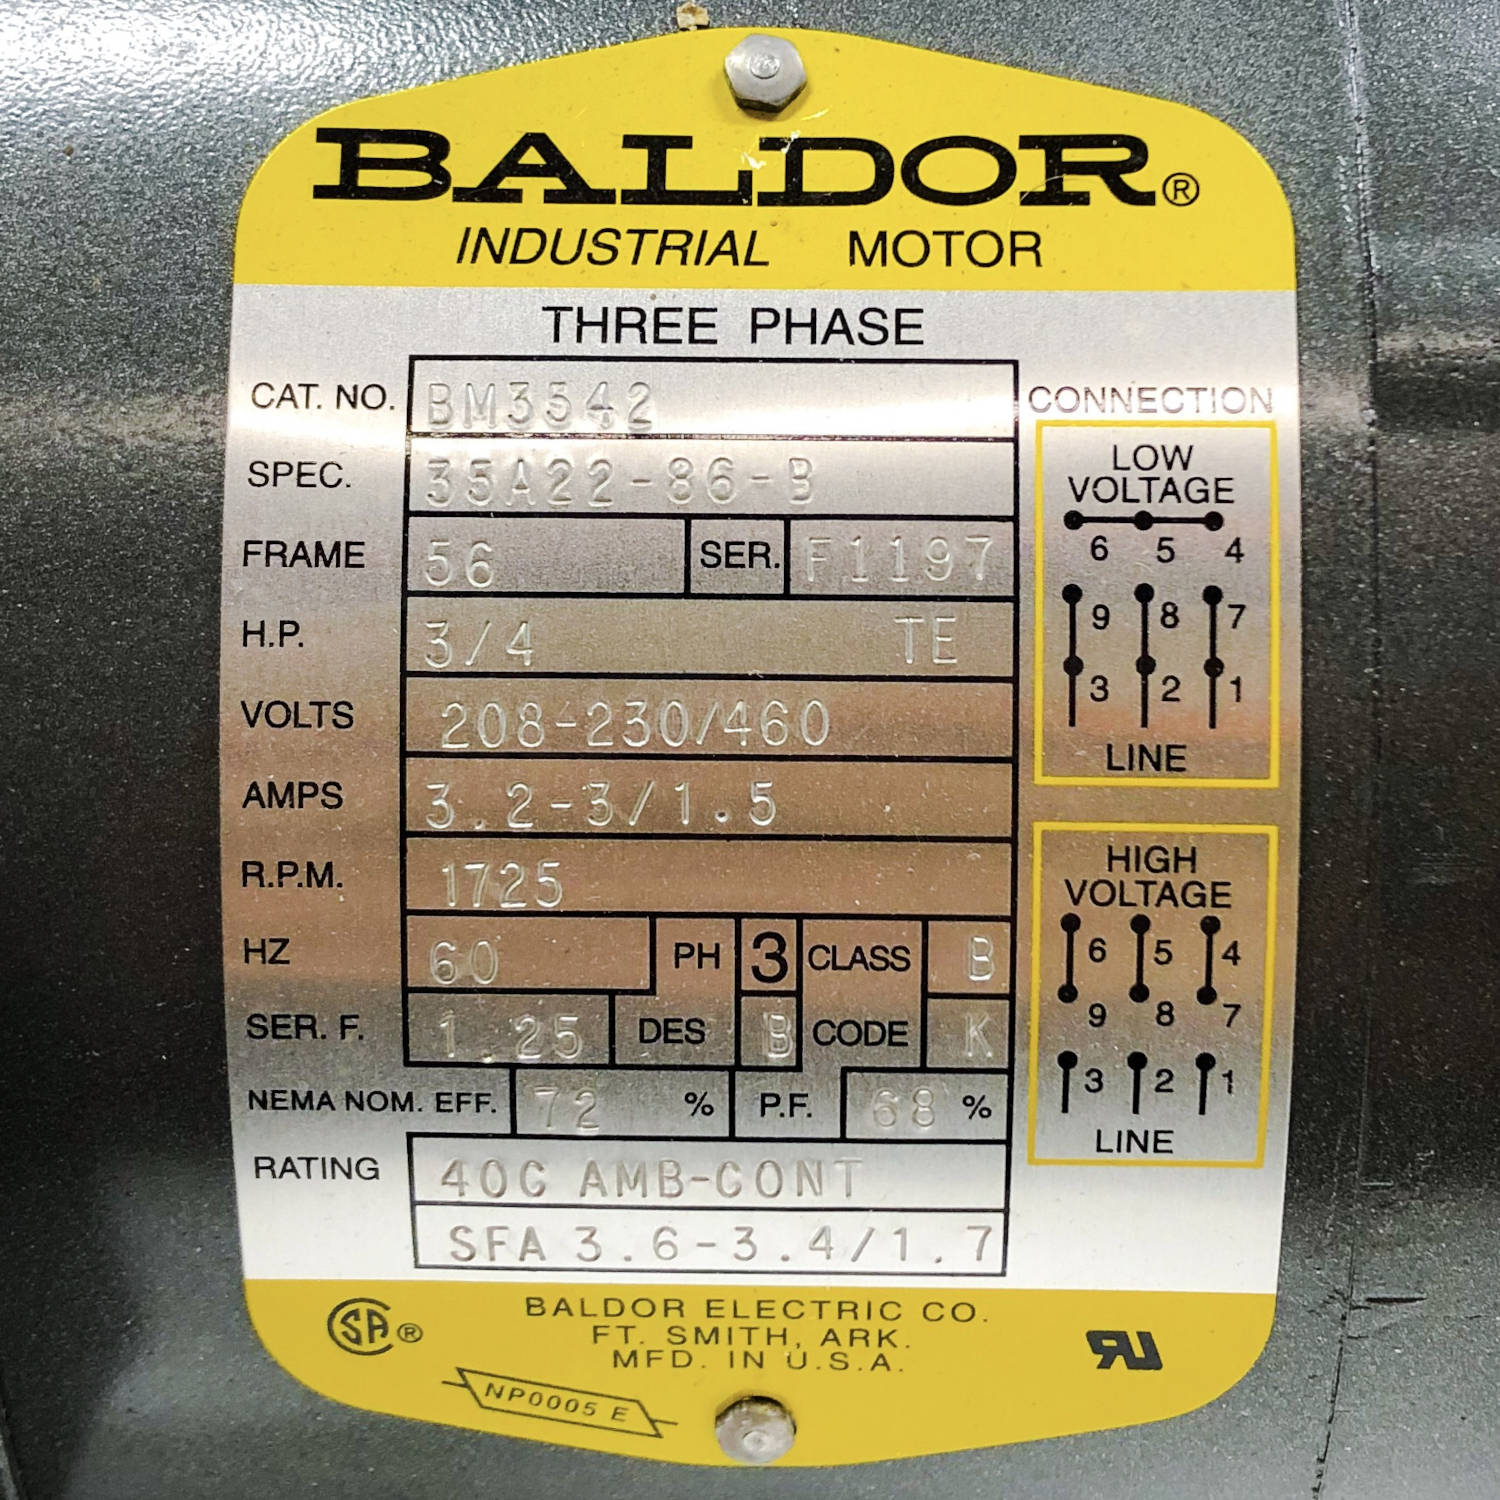 BALDOR®
INDUSTRIAL MOTOR
THREE PHASE
CAT. NO. BM3542
SPEC. 35A22-86-B
FRAME 56 SER. F1197
H.P. 3/4 TE
VOLTS 208-230/460
AMPS 3.2-3/1.5
R.P.M. 1725
HZ 60 PH 3 CLASS B
SER. F. 1.25 DES B CODE K
NEMA NOM. EFF. 72 % P.F. 68 %
RATING 40C AMB-CONT
SFA 3.6-3.4/1.7
CONNECTION
LOW
VOLTAGE
6 5 4
9 8 7
3 2 1
LINE
HIGH
VOLTAGE
6 5 4
9 8 7
3 2 1
LINE
SA®
BALDOR ELECTRIC CO.
FT. SMITH, ARK.
MFD. IN U.S.A.
RU
NP0005 E